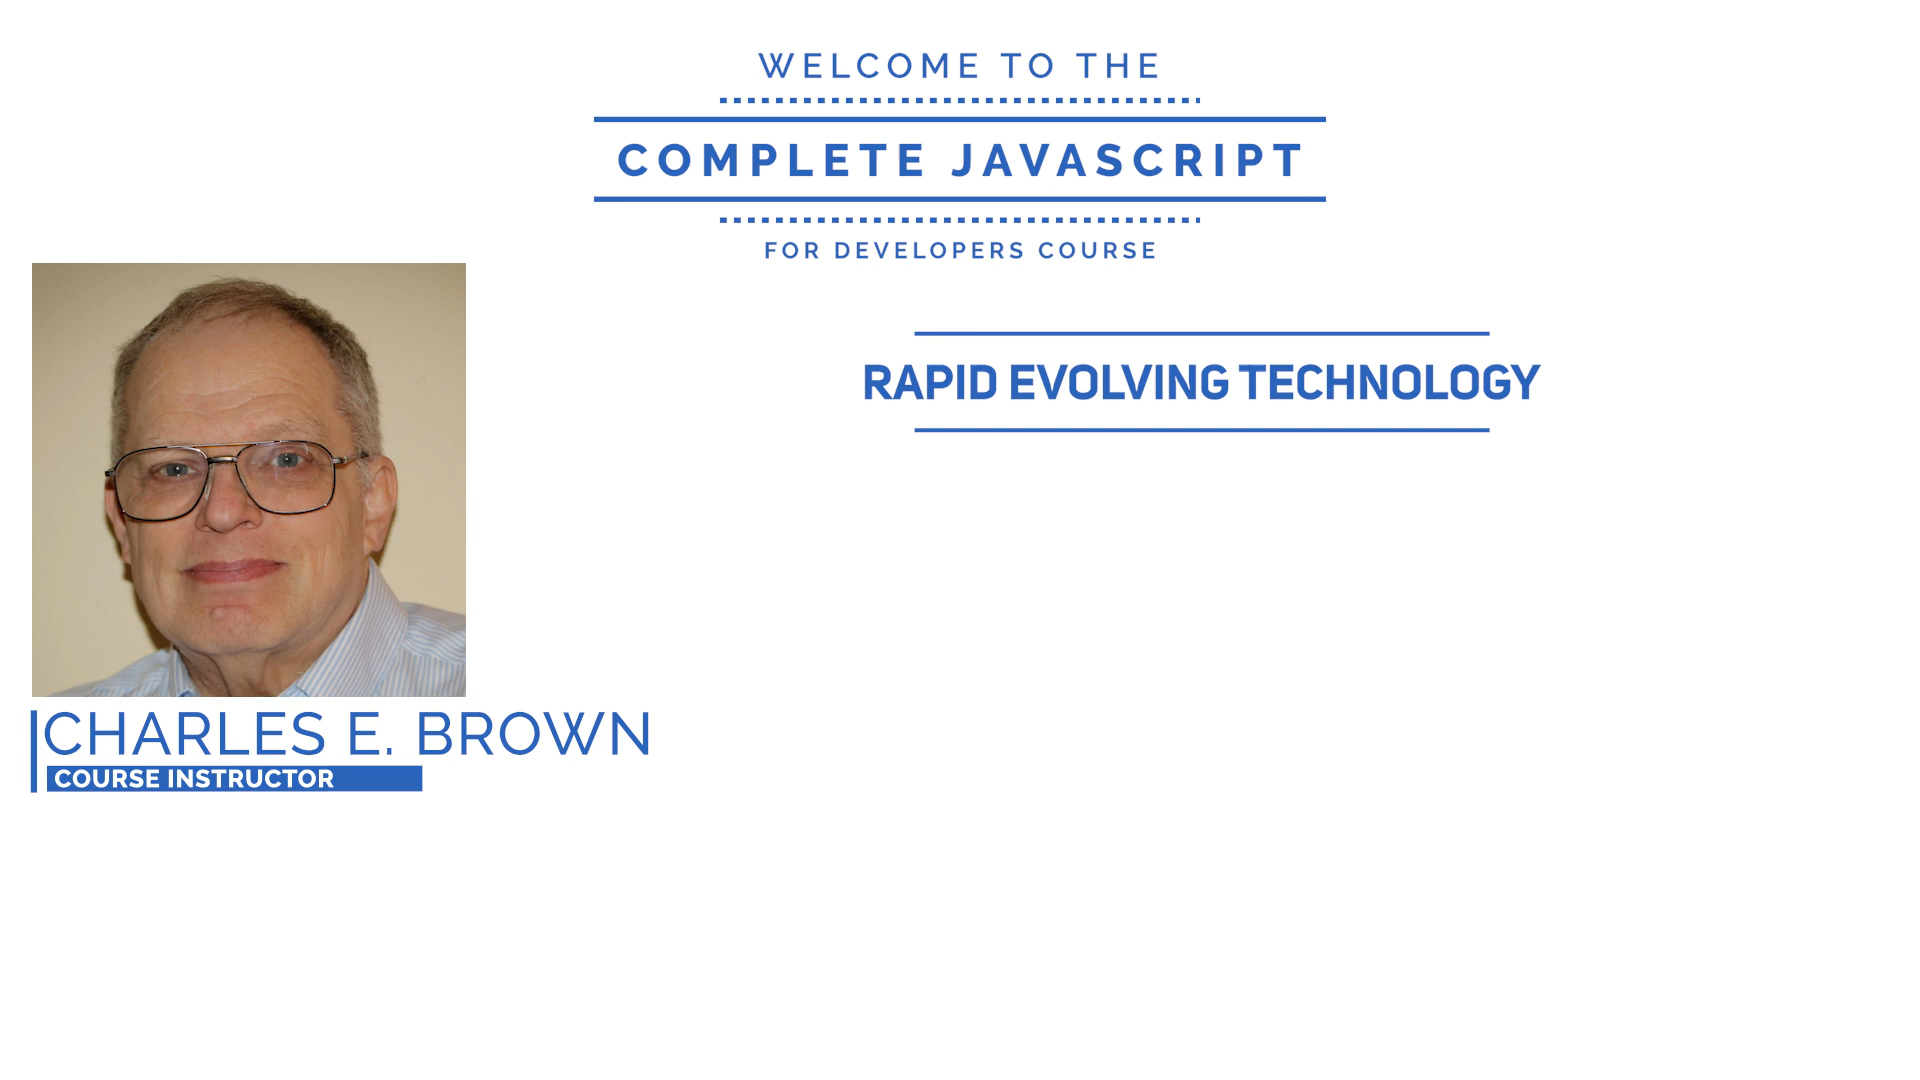 WELCOME TO THE
COMPLETE JAVASCRIPT
FOR DEVELOPERS COURSE
RAPID EVOLVING TECHNOLOGY
CHARLES E. BROWN
COURSE INSTRUCTOR